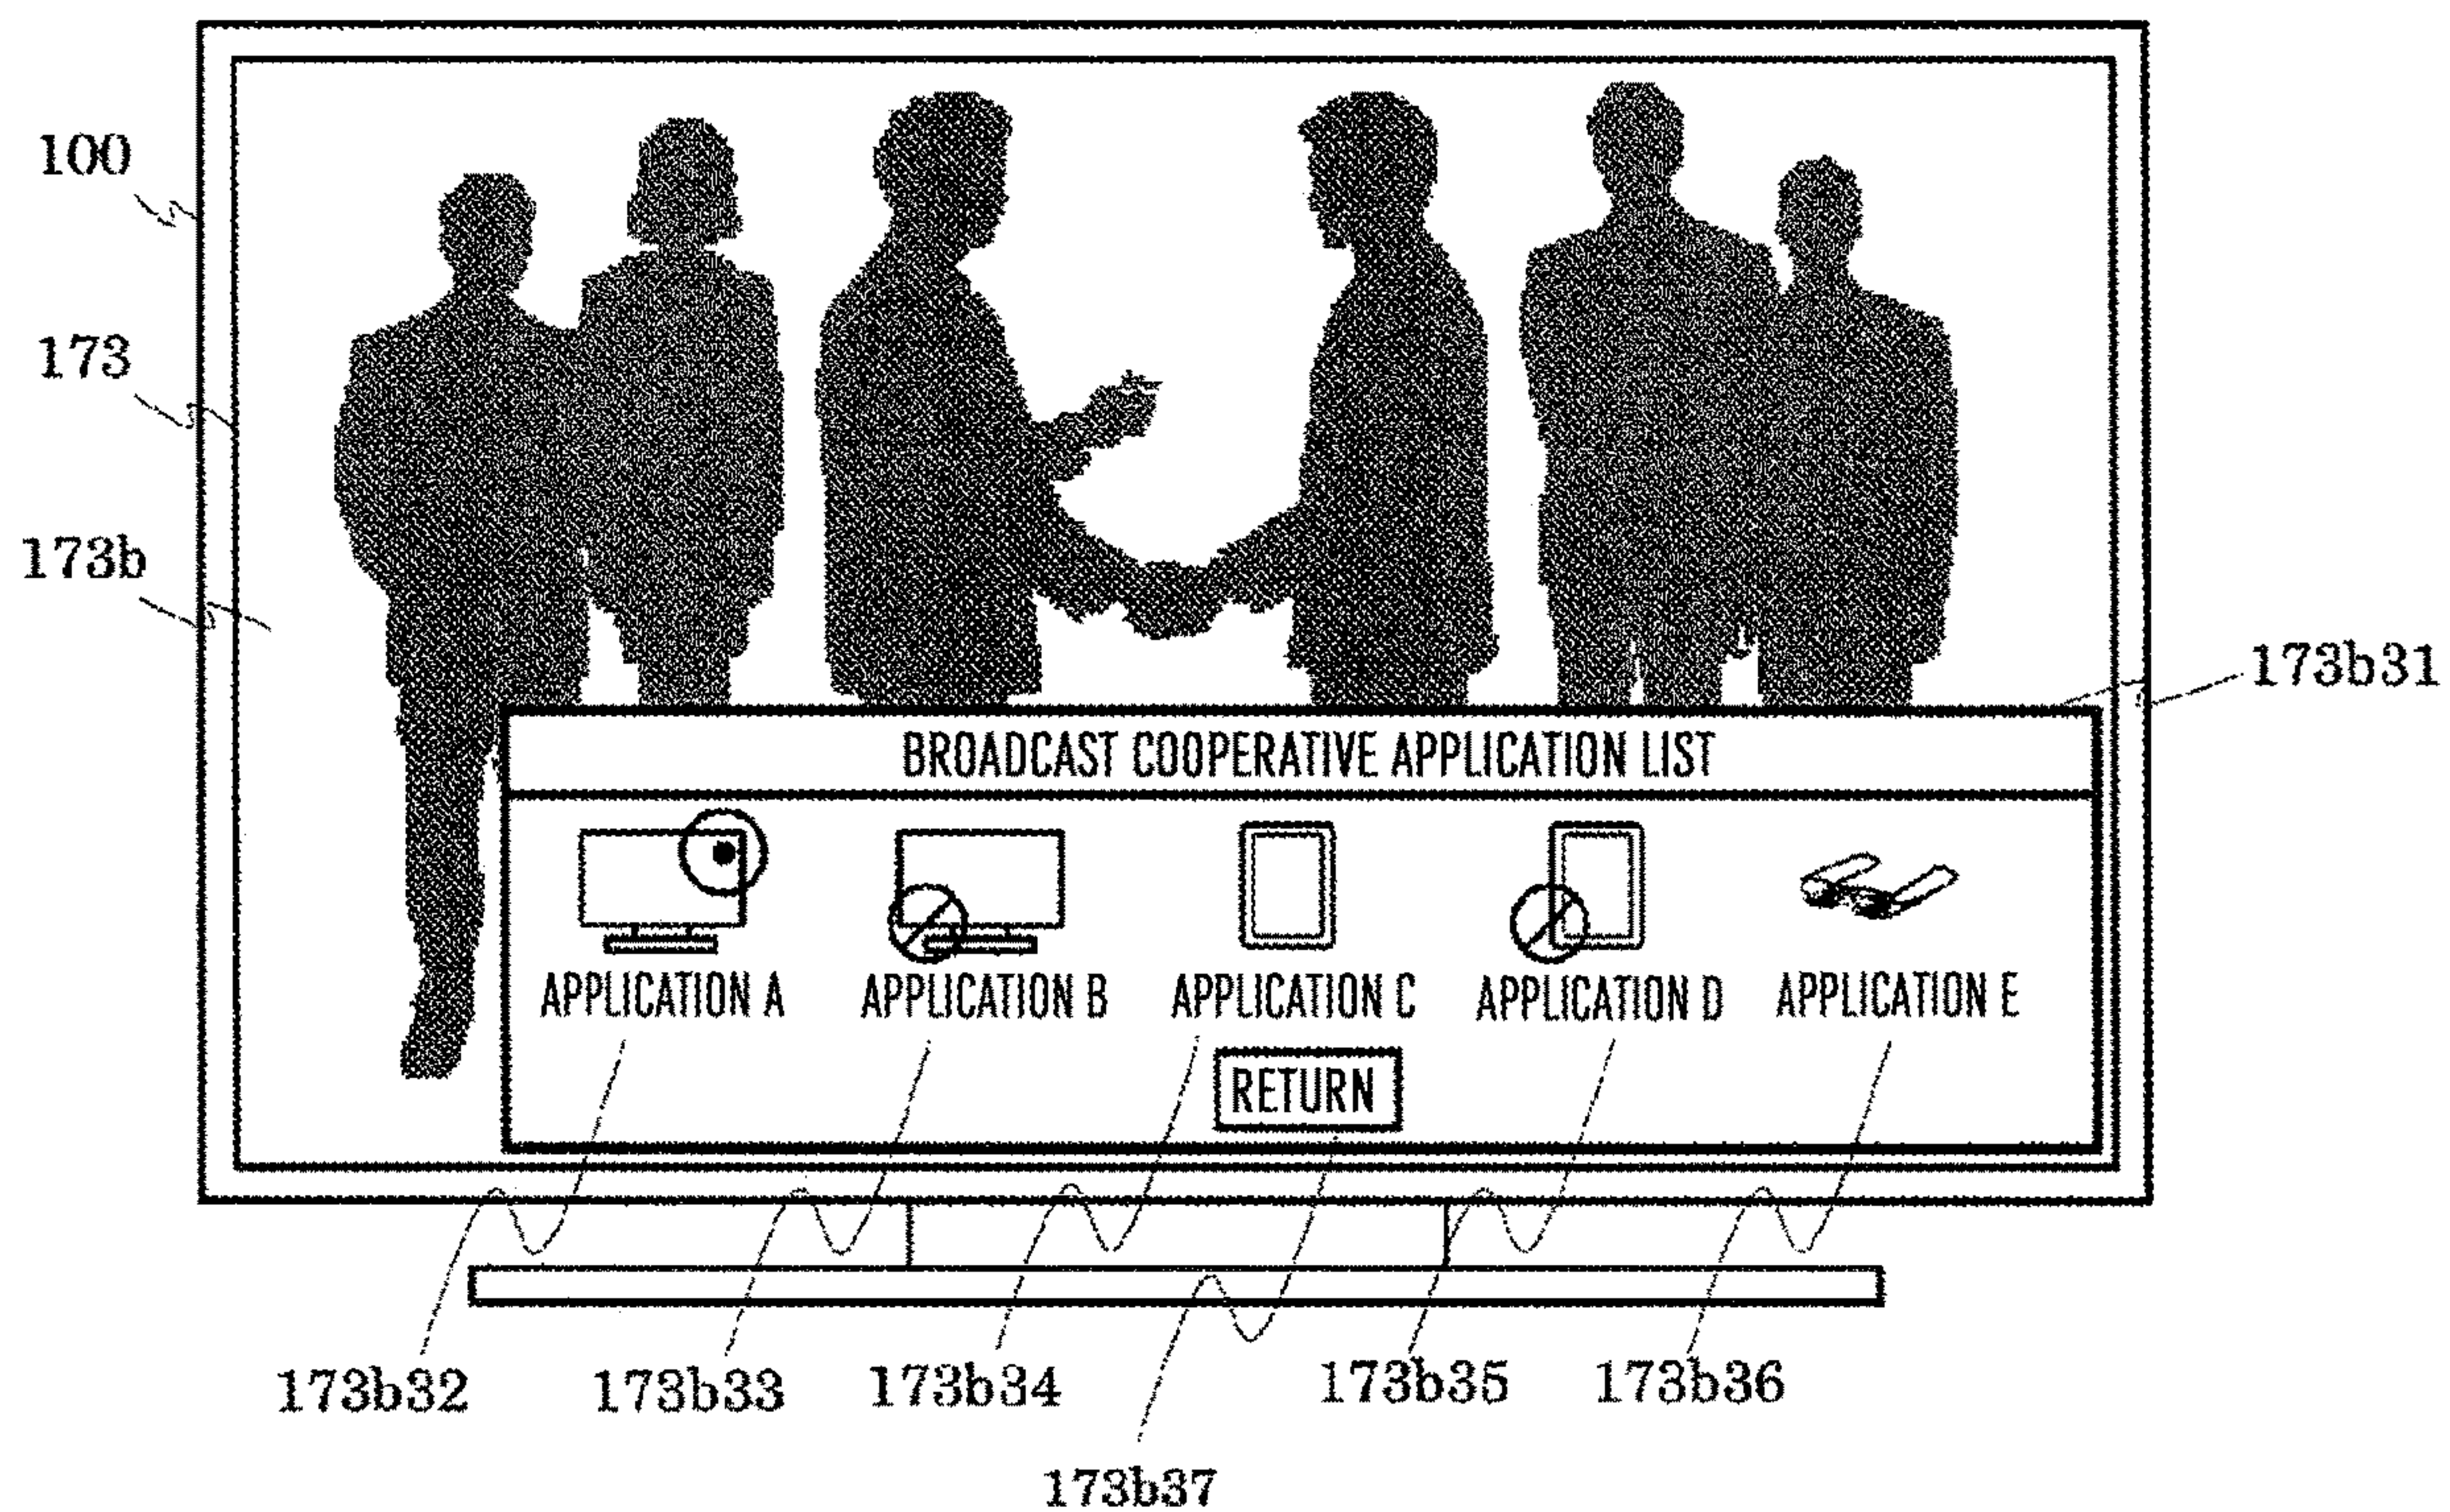 100
173
173b
173b31
BROADCAST COOPERATIVE APPLICATION LIST
APPLICATION A
APPLICATION B
APPLICATION C
APPLICATION D
APPLICATION E
RETURN
173b32
173b33
173b34
173b35
173b36
173b37